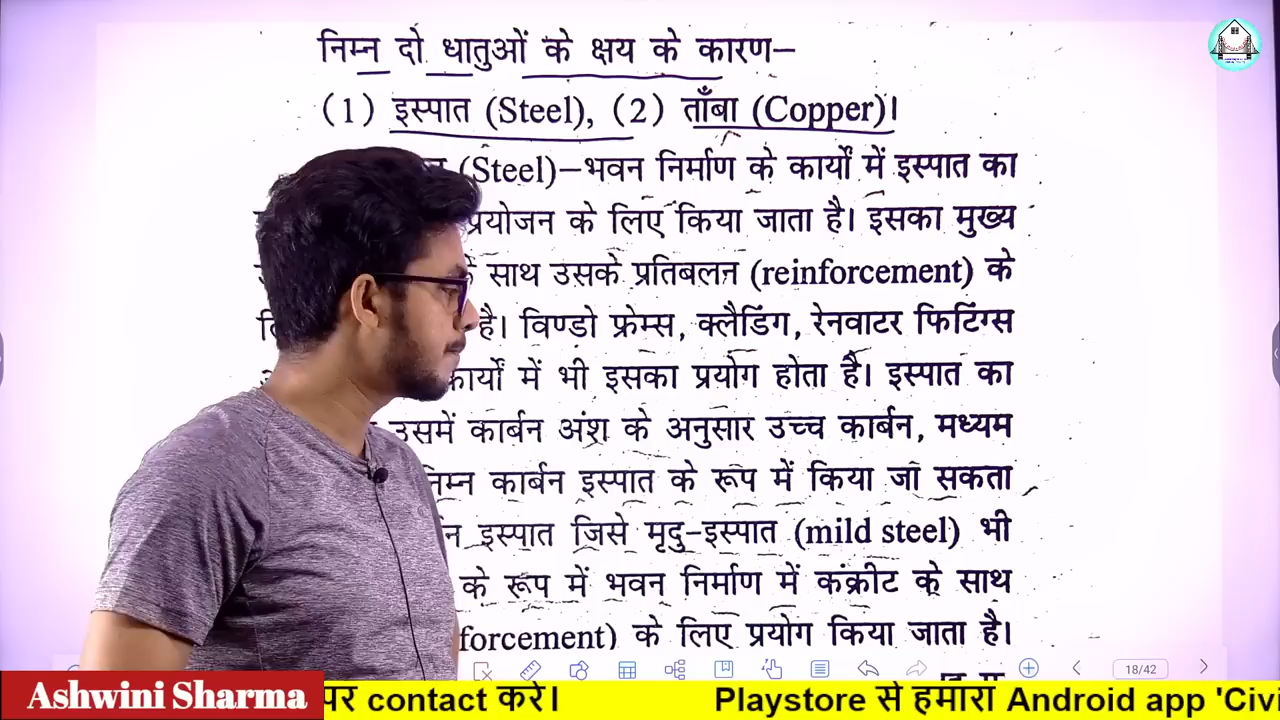 निम्न दो धातुओं के क्षय के कारण–
(1) इस्पात (Steel), (2) ताँबा (Copper)।
(Steel)–भवन निर्माण के कार्यों में इस्पात का
प्रयोजन के लिए किया जाता है। इसका मुख्य
साथ उसके प्रतिबलन (reinforcement) के
है। विण्डो फ्रेम्स, क्लैडिंग, रेनवाटर फिटिंग्स
कार्यों में भी इसका प्रयोग होता है। इस्पात का
उसमें कार्बन अंश के अनुसार उच्च कार्बन, मध्यम
निम्न कार्बन इस्पात के रूप में किया जा सकता
इस्पात जिसे मृदु-इस्पात (mild steel) भी
के रूप में भवन निर्माण में कंक्रीट के साथ
forcement) के लिए प्रयोग किया जाता है।
18/42
Ashwini Sharma
पर contact करे। Playstore से हमारा Android app 'Civi